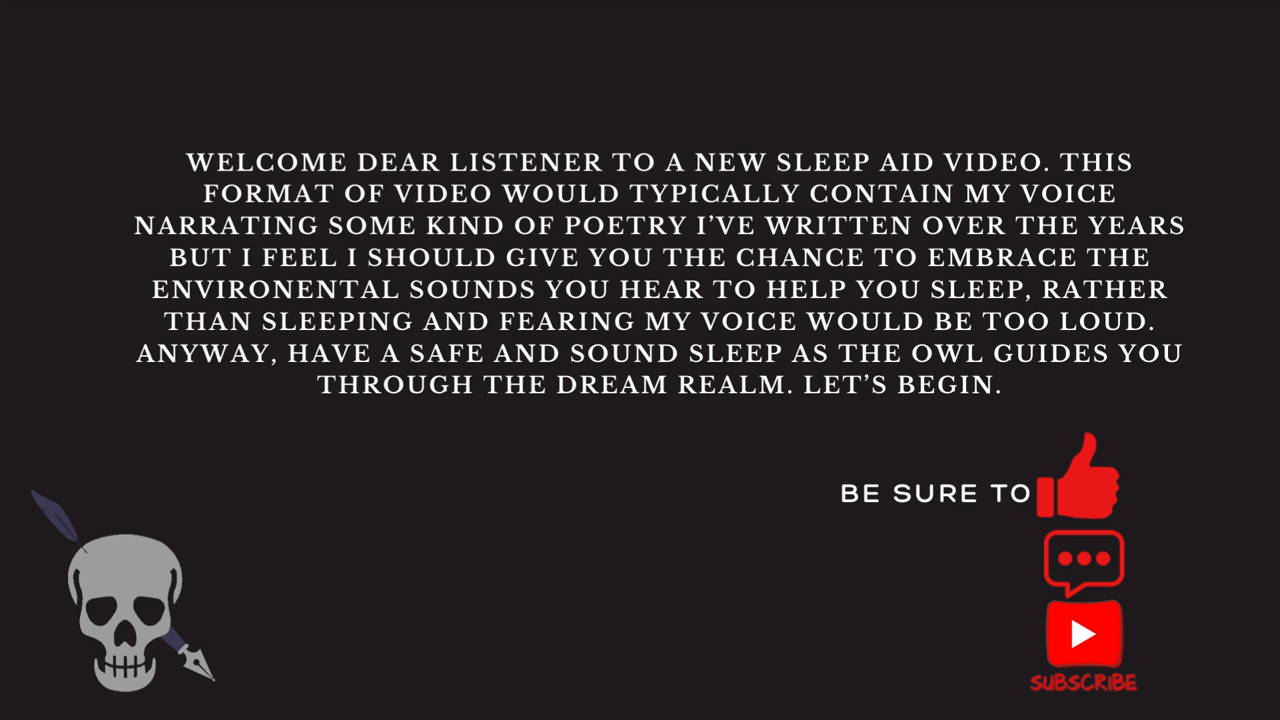 WELCOME DEAR LISTENER TO A NEW SLEEP AID VIDEO. THIS
FORMAT OF VIDEO WOULD TYPICALLY CONTAIN MY VOICE
NARRATING SOME KIND OF POETRY I’VE WRITTEN OVER THE YEARS
BUT I FEEL I SHOULD GIVE YOU THE CHANCE TO EMBRACE THE
ENVIRONENTAL SOUNDS YOU HEAR TO HELP YOU SLEEP, RATHER
THAN SLEEPING AND FEARING MY VOICE WOULD BE TOO LOUD.
ANYWAY, HAVE A SAFE AND SOUND SLEEP AS THE OWL GUIDES YOU
THROUGH THE DREAM REALM. LET’S BEGIN.
BE SURE TO
SUBSCRIBE